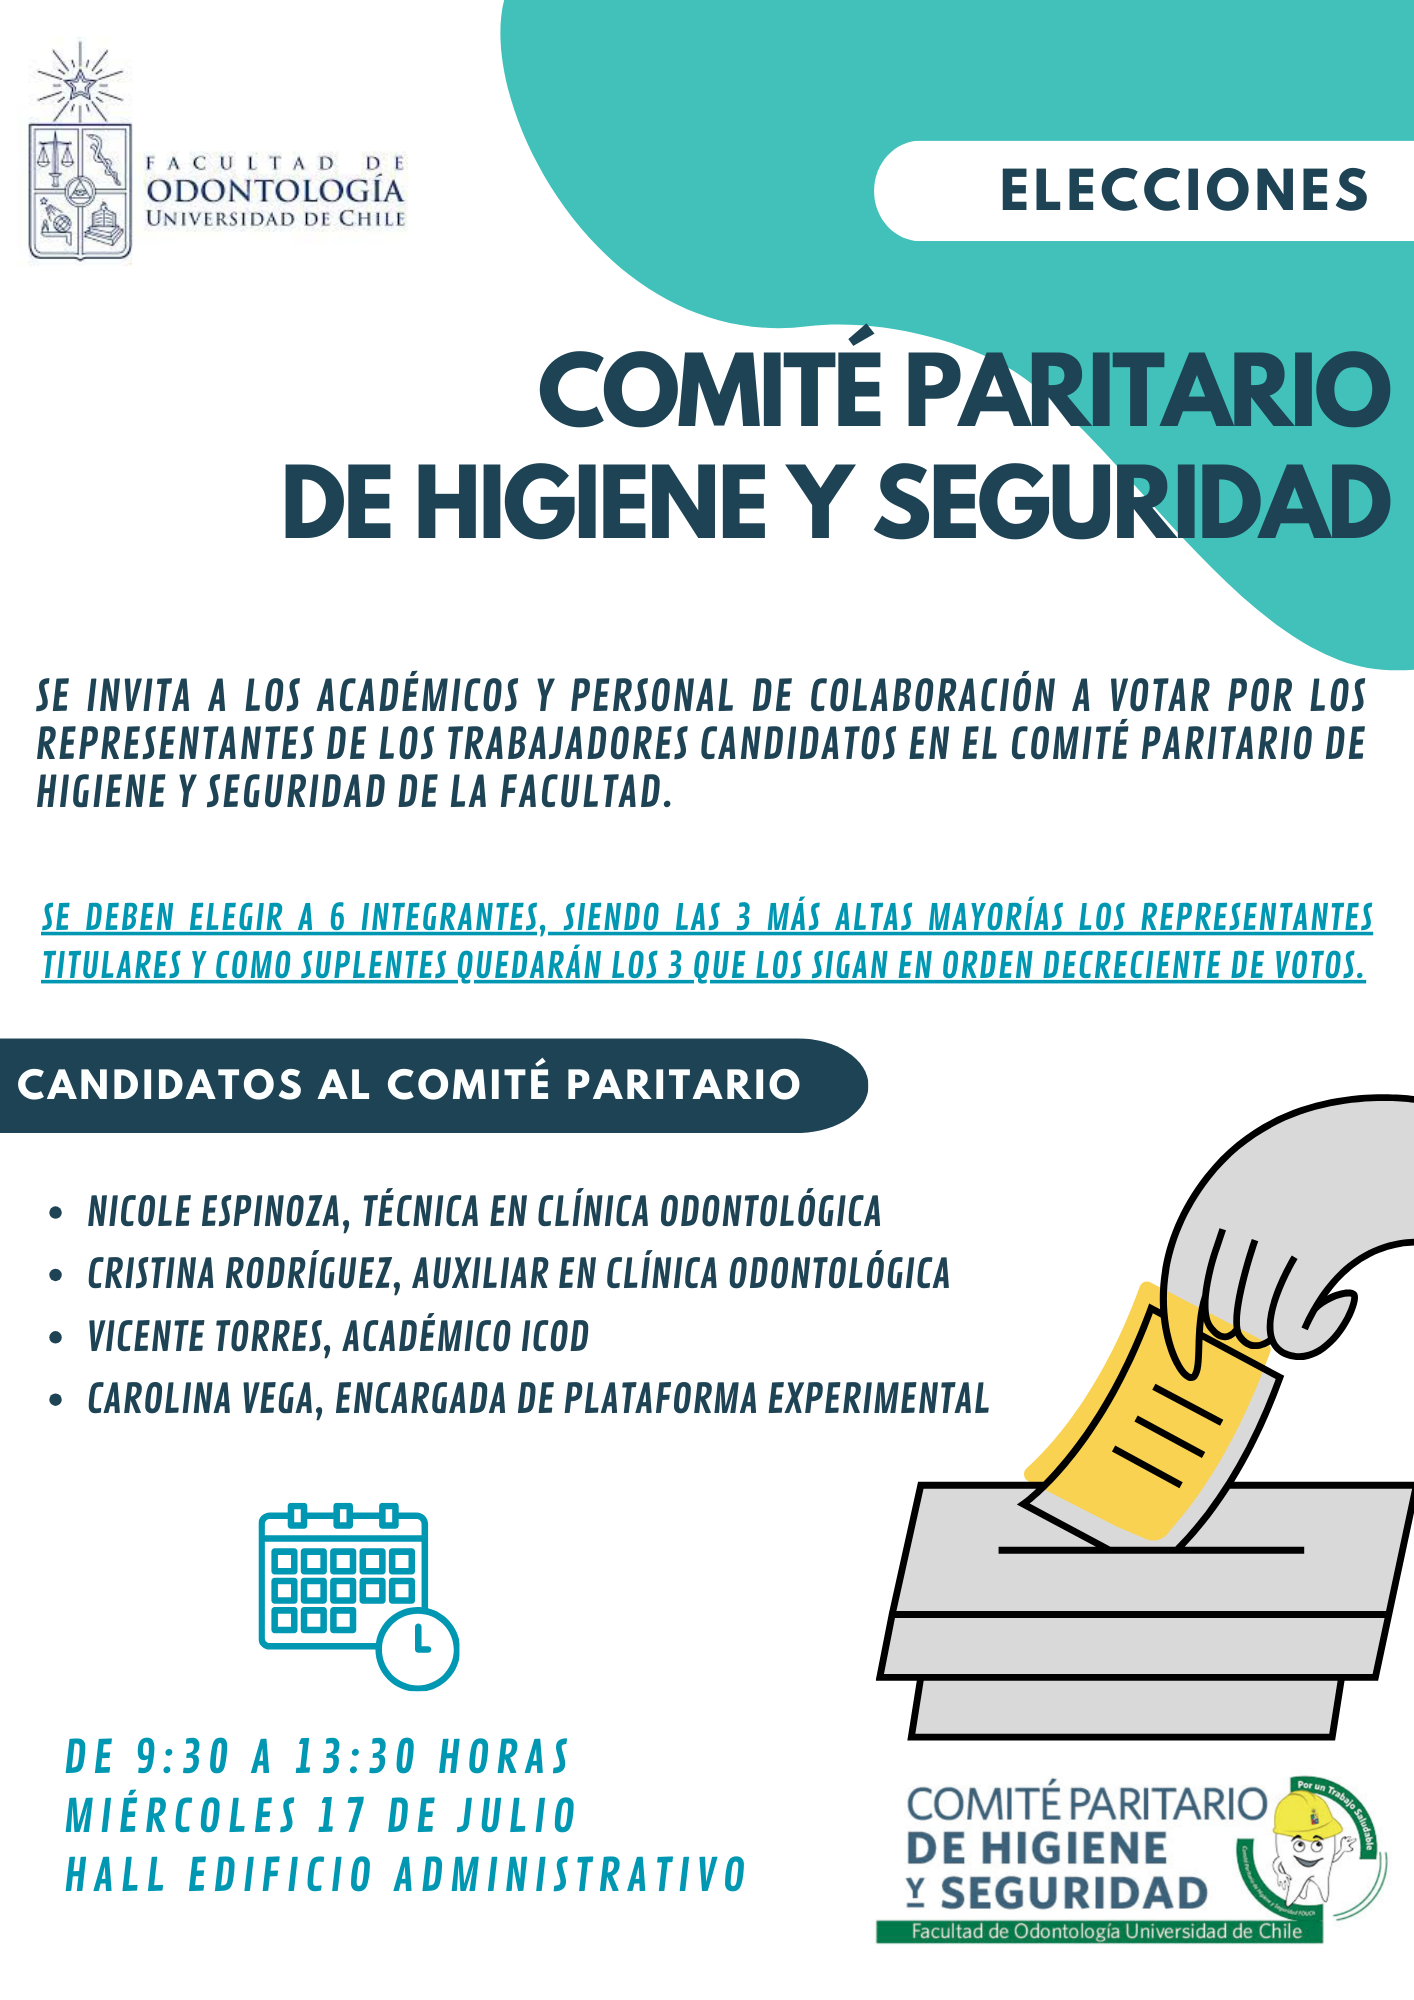 FACULTAD DE
ODONTOLOGÍA
UNIVERSIDAD DE CHILE
ELECCIONES
COMITÉ PARITARIO
DE HIGIENE Y SEGURIDAD
SE INVITA A LOS ACADÉMICOS Y PERSONAL DE COLABORACIÓN A VOTAR POR LOS
REPRESENTANTES DE LOS TRABAJADORES CANDIDATOS EN EL COMITÉ PARITARIO DE
HIGIENE Y SEGURIDAD DE LA FACULTAD.
SE DEBEN ELEGIR A 6 INTEGRANTES, SIENDO LAS 3 MÁS ALTAS MAYORÍAS LOS REPRESENTANTES
TITULARES Y COMO SUPLENTES QUEDARÁN LOS 3 QUE LOS SIGAN EN ORDEN DECRECIENTE DE VOTOS.
CANDIDATOS AL COMITÉ PARITARIO
• NICOLE ESPINOZA, TÉCNICA EN CLÍNICA ODONTOLÓGICA
• CRISTINA RODRÍGUEZ, AUXILIAR EN CLÍNICA ODONTOLÓGICA
• VICENTE TORRES, ACADÉMICO ICOD
• CAROLINA VEGA, ENCARGADA DE PLATAFORMA EXPERIMENTAL
DE 9:30 A 13:30 HORAS
MIÉRCOLES 17 DE JULIO
HALL EDIFICIO ADMINISTRATIVO
COMITÉ PARITARIO
DE HIGIENE
Y SEGURIDAD
Facultad de Odontología Universidad de Chile
Por un Trabajo Saludable
Comité Paritario de Higiene y Seguridad FOUCH